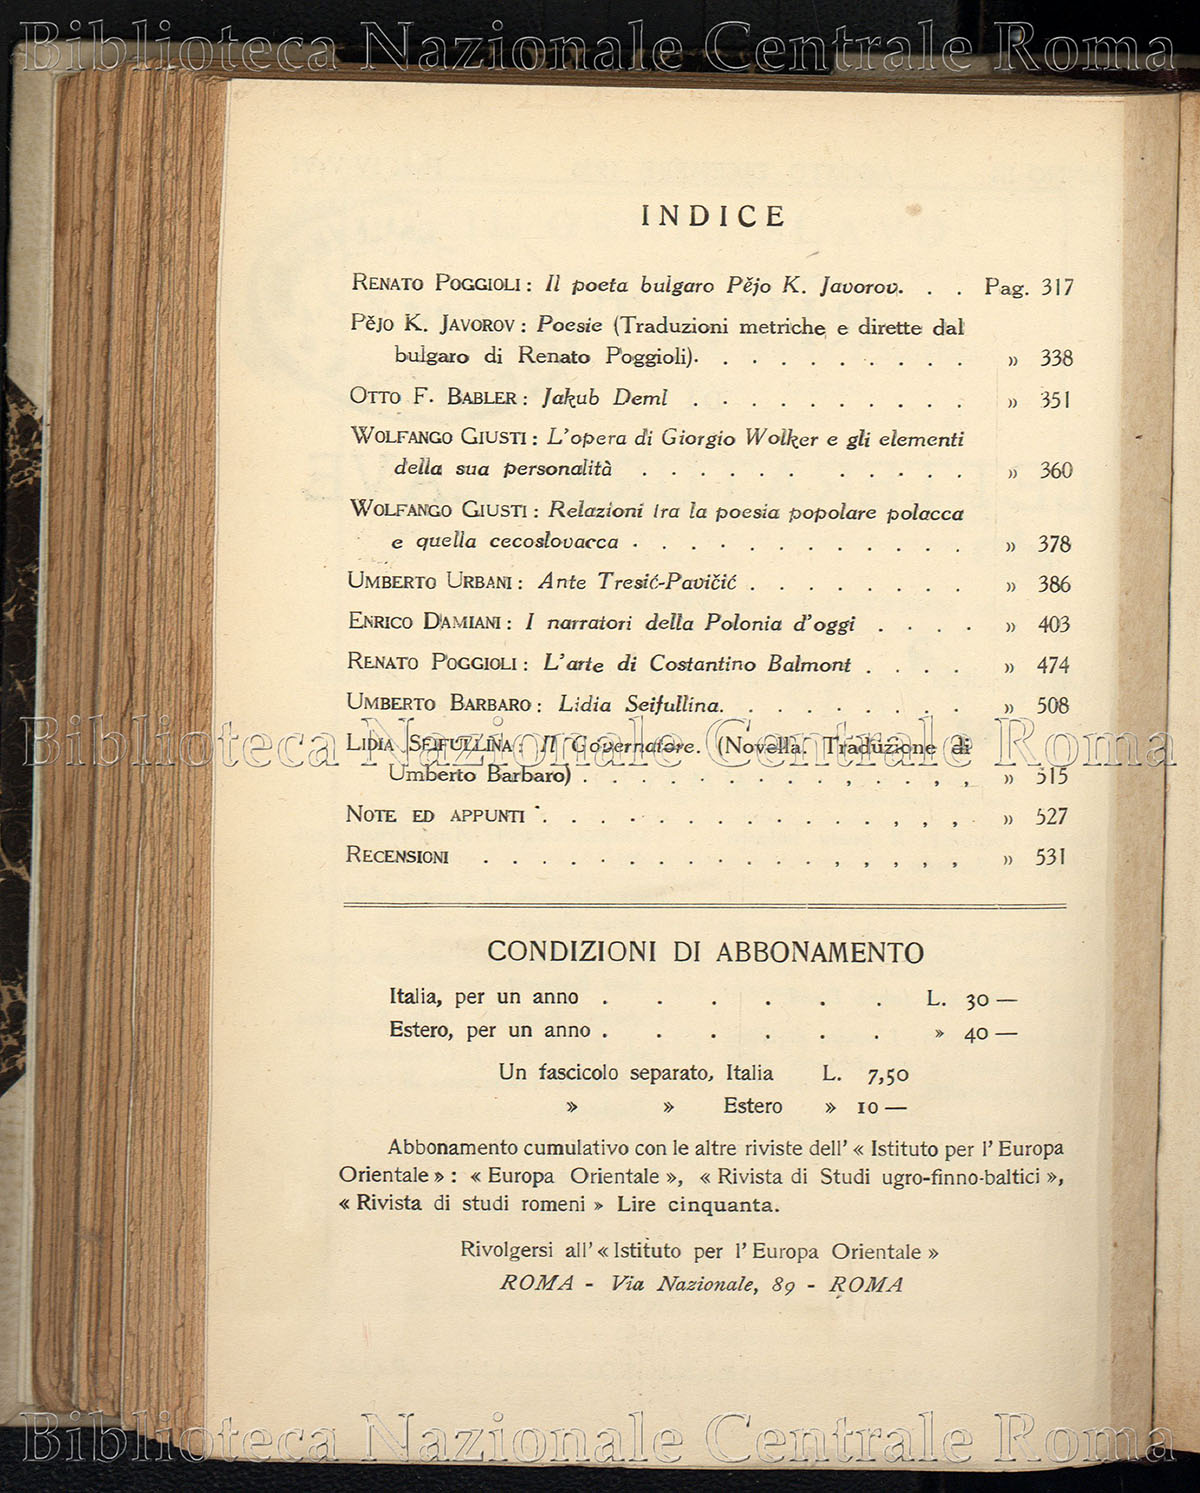 Biblioteca Nazionale Centrale Roma
INDICE
RENATO POGGIOLI: Il poeta bulgaro Pějo K. Javorov. . . Pag. 317
PĚJO K. JAVOROV: Poesie (Traduzioni metriche e dirette dal
bulgaro di Renato Poggioli). . . . . . . . . . » 338
OTTO F. BABLER: Jakub Deml . . . . . . . . . . » 351
WOLFANGO GIUSTI: L'opera di Giorgio Wolker e gli elementi
della sua personalità . . . . . . . . . . . » 360
WOLFANGO GIUSTI: Relazioni tra la poesia popolare polacca
e quella cecoslovacca . . . . . . . . . . . . » 378
UMBERTO URBANI: Ante Tresić-Pavičić . . . . . . . . » 386
ENRICO DAMIANI: I narratori della Polonia d'oggi . . . . » 403
RENATO POGGIOLI: L'arte di Costantino Balmont . . . . » 474
UMBERTO BARBARO: Lidia Seifullina. . . . . . . . . » 508
Biblioteca Nazionale Centrale Roma
LIDIA SEIFULLINA: Il Governatore. (Novella. Traduzione di
Umberto Barbaro) . . . . . . . . . , . . , , » 515
NOTE ED APPUNTI . . . . . . . . . . . . , , , » 527
RECENSIONI . . . . . . . . . . . . , , , , , » 531
CONDIZIONI DI ABBONAMENTO
Italia, per un anno . . . . . . L. 30 —
Estero, per un anno . . . . . . » 40 —
Un fascicolo separato, Italia L. 7,50
» » Estero » 10 —
Abbonamento cumulativo con le altre riviste dell' « Istituto per l' Europa
Orientale » : « Europa Orientale », « Rivista di Studi ugro-finno-baltici »,
« Rivista di studi romeni » Lire cinquanta.
Rivolgersi all' « Istituto per l' Europa Orientale »
ROMA - Via Nazionale, 89 - ROMA
Biblioteca Nazionale Centrale Roma